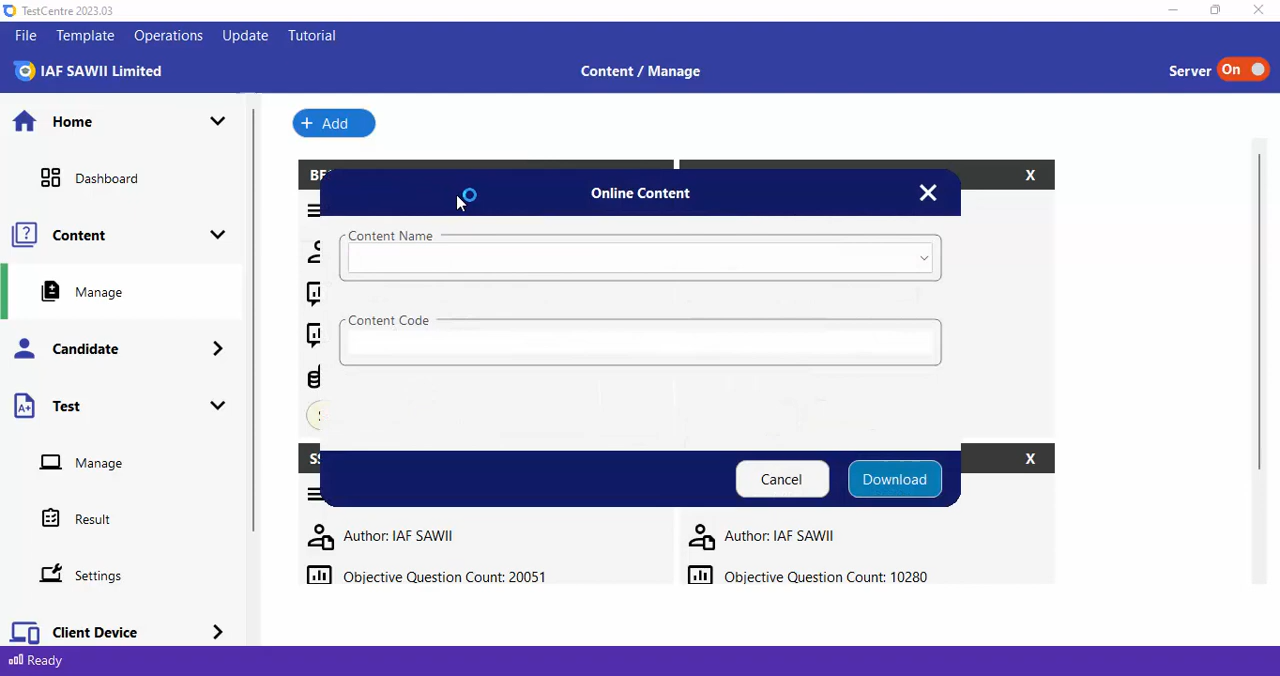 TestCentre 2023.03
File Template Operations Update Tutorial
IAF SAWII Limited
Content / Manage
Server On
Home
Dashboard
Content
Manage
Candidate
Test
Manage
Result
Settings
Client Device
+ Add
X
Online Content
Content Name
Content Code
Cancel
Download
X
Author: IAF SAWII
Author: IAF SAWII
Objective Question Count: 20051
Objective Question Count: 10280
Ready